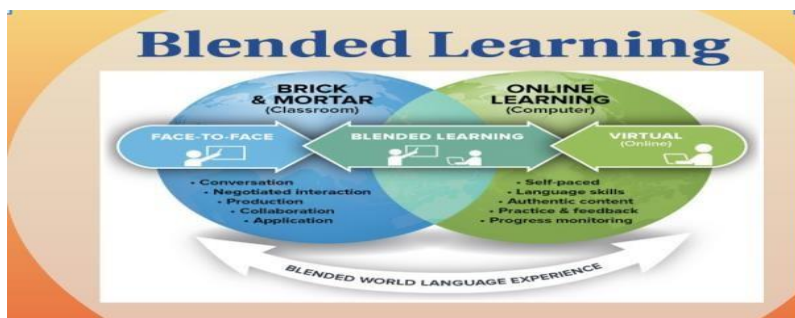 Blended Learning
BRICK
& MORTAR
(Classroom)
ONLINE
LEARNING
(Computer)
FACE-TO-FACE
BLENDED LEARNING
VIRTUAL
(Online)
• Conversation
• Negotiated interaction
• Production
• Collaboration
• Application
• Self-paced
• Language skills
• Authentic content
• Practice & feedback
• Progress monitoring
BLENDED WORLD LANGUAGE EXPERIENCE